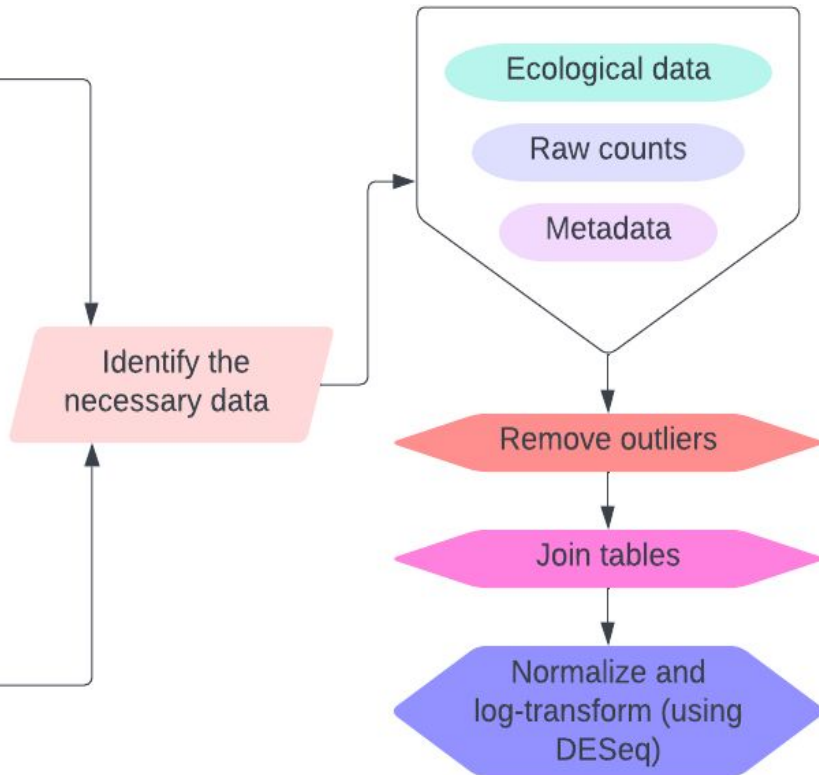 Ecological data
Raw counts
Metadata
Identify the
necessary data
Remove outliers
Join tables
Normalize and
log-transform (using
DESeq)